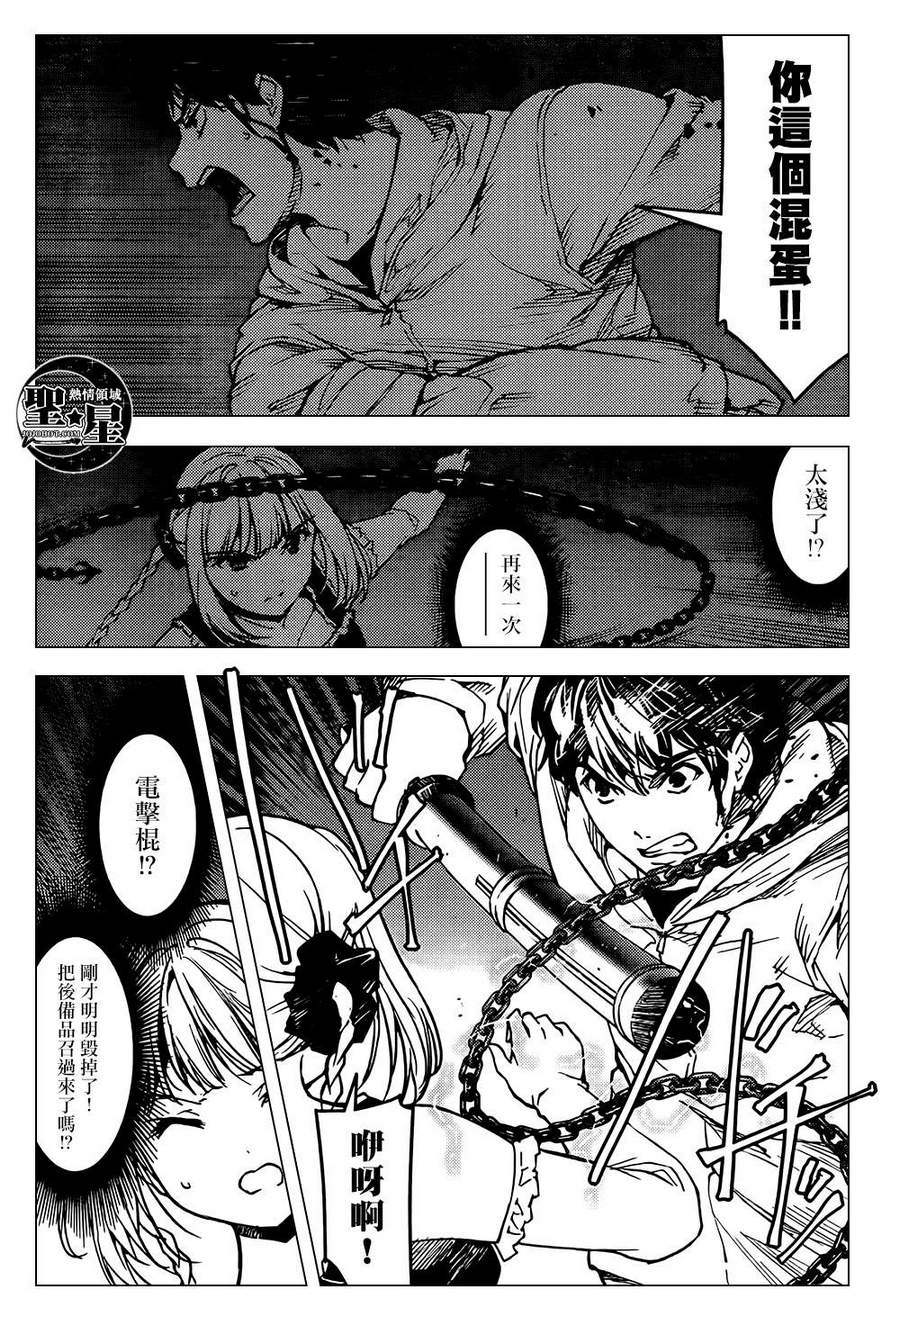 你這個混蛋!!
熱情領域
聖★星
JOJOHOT.COM
太淺了!?
再來一次——
電擊棍!?
剛才明明毀掉了！
把後備品召過來了嗎!?
咿呀啊！